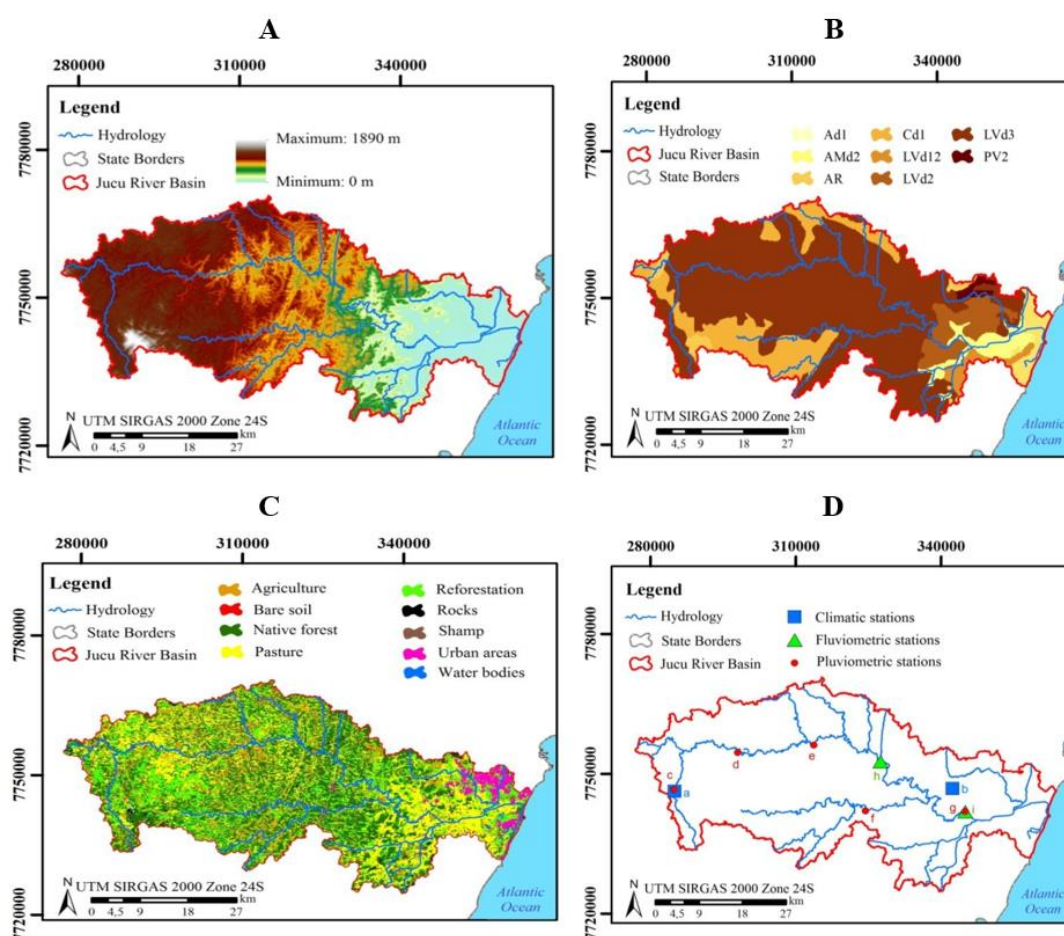 A
280000 310000 340000
7780000
7750000
7720000
Legend
Hydrology
State Borders
Jucu River Basin
Maximum: 1890 m
Minimum: 0 m
N
UTM SIRGAS 2000 Zone 24S
km
0 4,5 9 18 27
Atlantic
Ocean
B
280000 310000 340000
7780000
7750000
7720000
Legend
Hydrology
Jucu River Basin
State Borders
Ad1 Cd1 LVd3
AMd2 LVd12 PV2
AR LVd2
N
UTM SIRGAS 2000 Zone 24S
km
0 4,5 9 18 27
Atlantic
Ocean
C
280000 310000 340000
7780000
7750000
7720000
Legend
Hydrology
State Borders
Jucu River Basin
Agriculture
Bare soil
Native forest
Pasture
Reforestation
Rocks
Shamp
Urban areas
Water bodies
N
UTM SIRGAS 2000 Zone 24S
km
0 4,5 9 18 27
Atlantic
Ocean
D
280000 310000 340000
7780000
7750000
7720000
Legend
Hydrology
State Borders
Jucu River Basin
Climatic stations
Fluviometric stations
Pluviometric stations
c
a
d
e
h
b
g i
f
N
UTM SIRGAS 2000 Zone 24S
km
0 4,5 9 18 27
Atlantic
Ocean